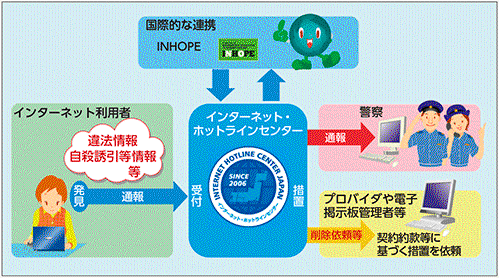 国際的な連携
INHOPE
INHOPE
インターネット利用者
違法情報
自殺誘引等情報
等
発見
通報
受付
インターネット・
ホットラインセンター
INTERNET HOTLINE CENTER JAPAN
SINCE
2006
インターネット・ホットラインセンター
措置
通報
警察
プロバイダや電子
掲示板管理者等
削除依頼等
契約約款等に
基づく措置を依頼